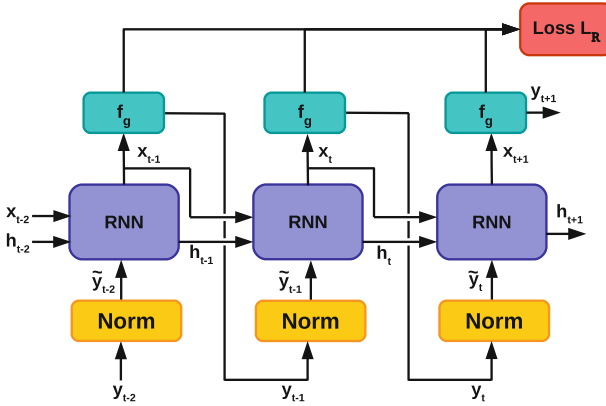 Loss L_ℝ
f_g
f_g
f_g
y_{t+1}
x_{t-1}
x_t
x_{t+1}
x_{t-2}
RNN
RNN
RNN
h_{t+1}
h_{t-2}
h_{t-1}
h_t
ỹ_{t-2}
ỹ_{t-1}
ỹ_t
Norm
Norm
Norm
y_{t-2}
y_{t-1}
y_t